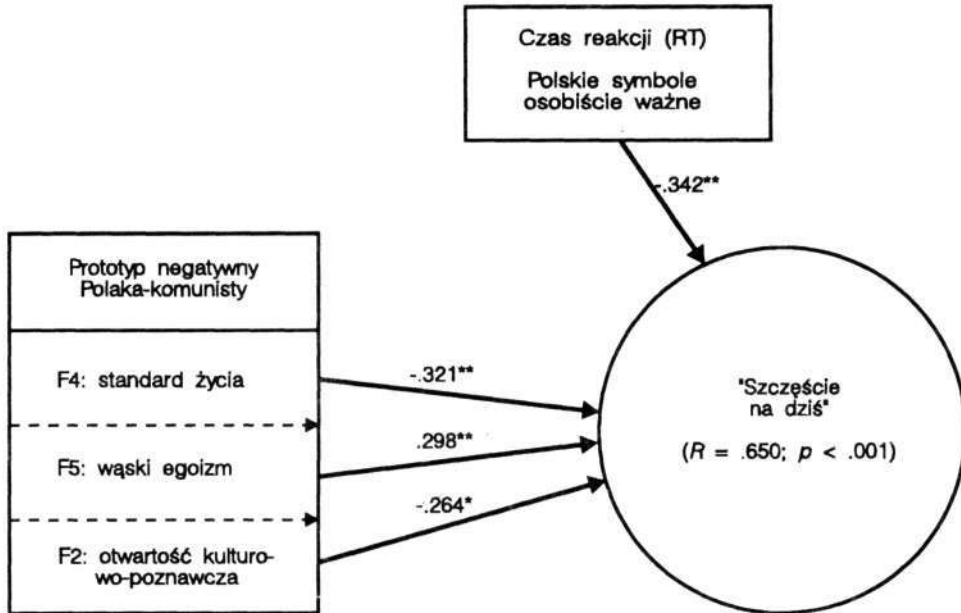 Czas reakcji (RT)
Polskie symbole
osobiście ważne
-.342**
Prototyp negatywny
Polaka-komunisty
F4: standard życia
-.321**
F5: wąski egoizm
.298**
F2: otwartość kulturo-
wo-poznawcza
-.264*
"Szczęście
na dziś"
(R = .650; p < .001)